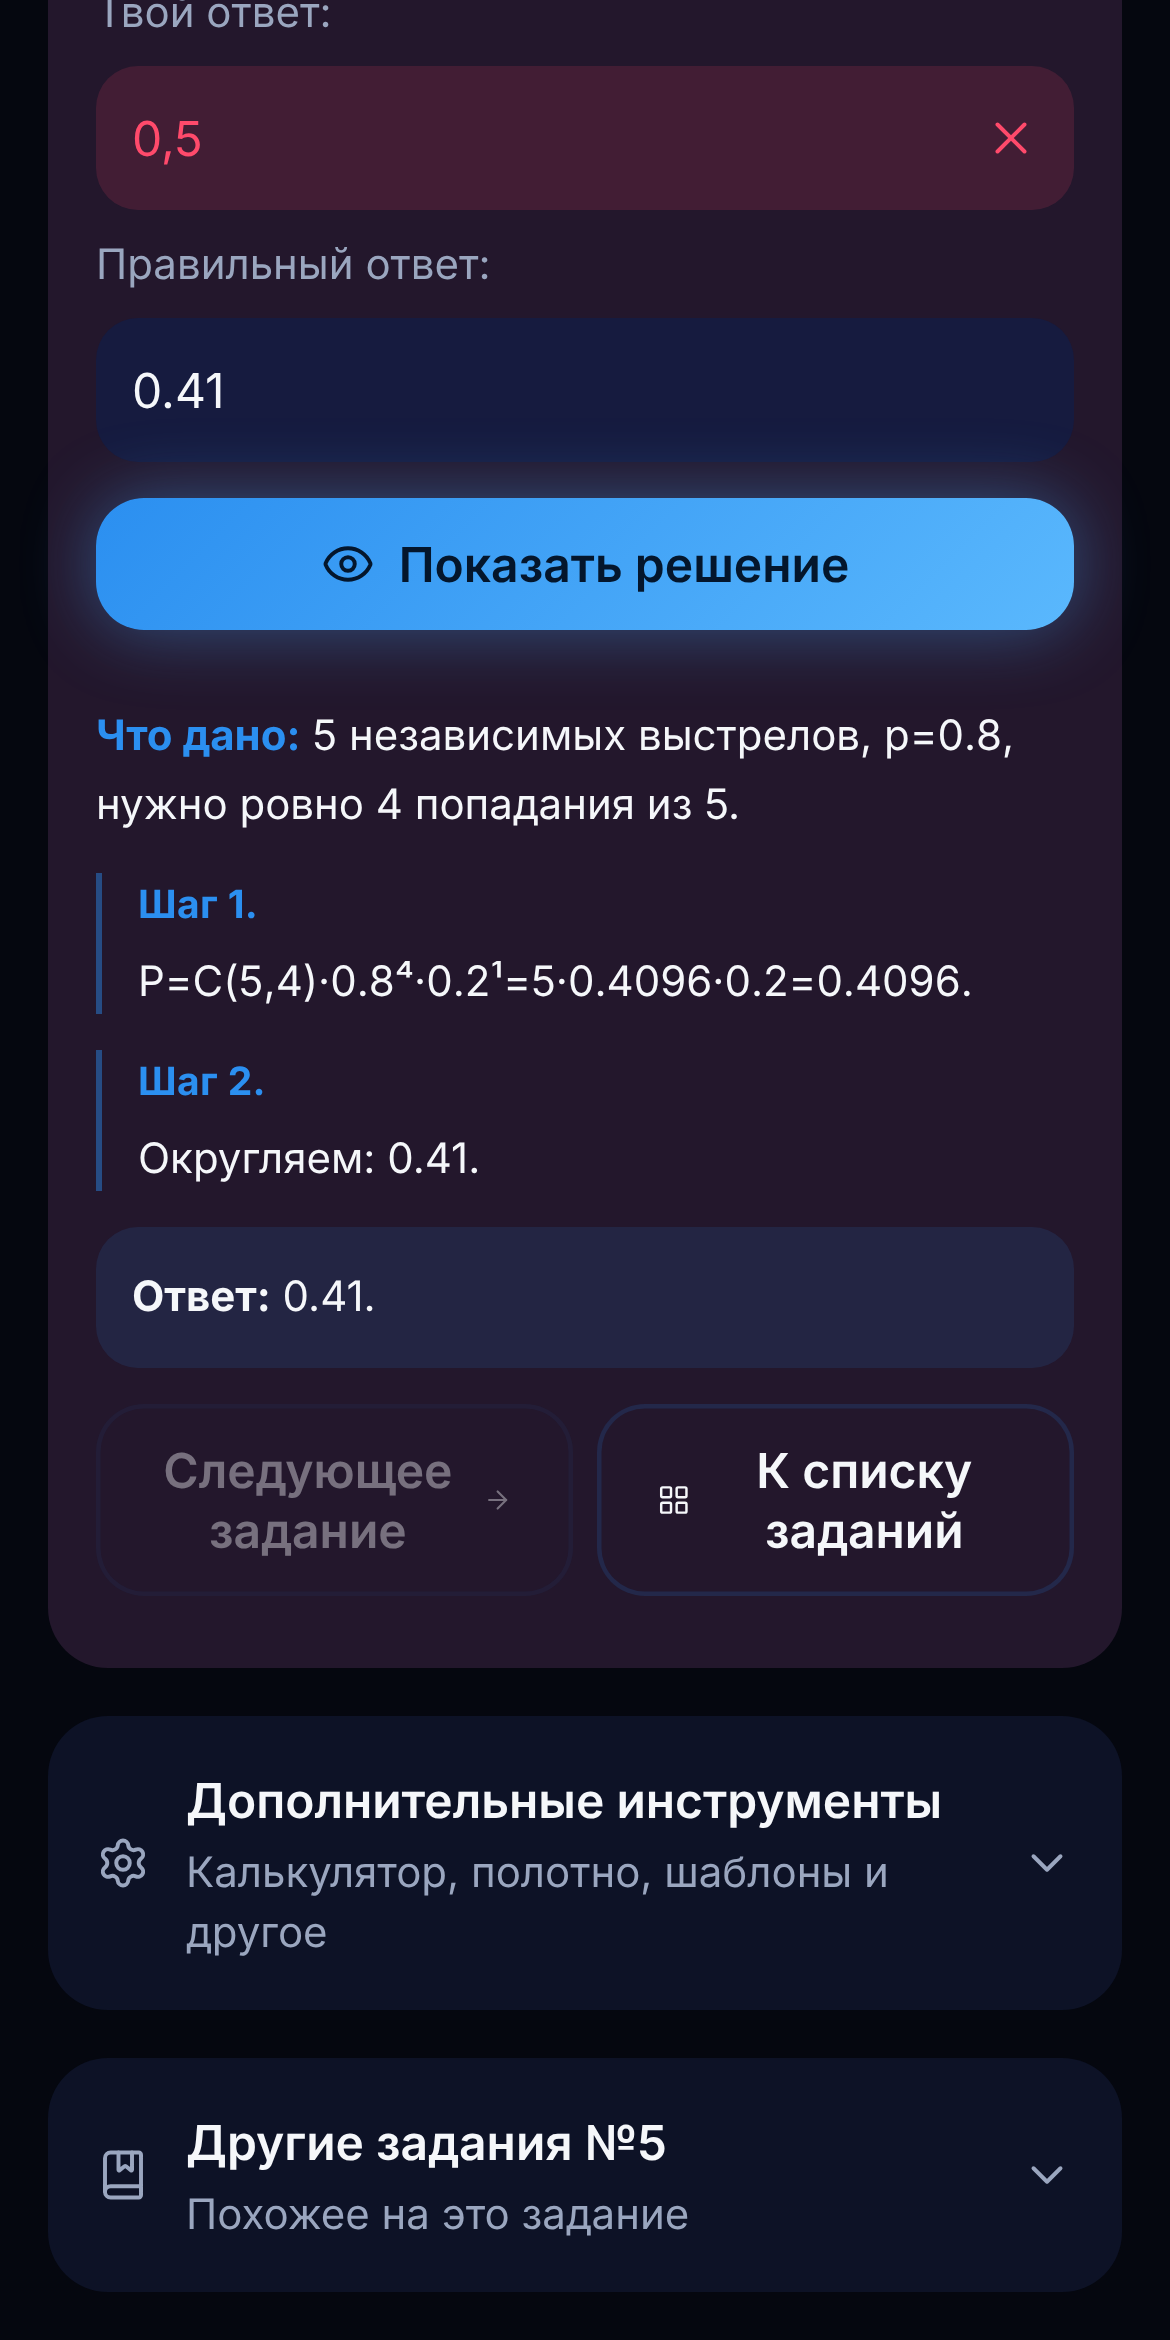 Твой ответ:
0,5
Правильный ответ:
0.41
Показать решение
Что дано: 5 независимых выстрелов, p=0.8,
нужно ровно 4 попадания из 5.
Шаг 1.
P=C(5,4)·0.8⁴·0.2¹=5·0.4096·0.2=0.4096.
Шаг 2.
Округляем: 0.41.
Ответ: 0.41.
Следующее
задание
К списку
заданий
Дополнительные инструменты
Калькулятор, полотно, шаблоны и
другое
Другие задания №5
Похожее на это задание